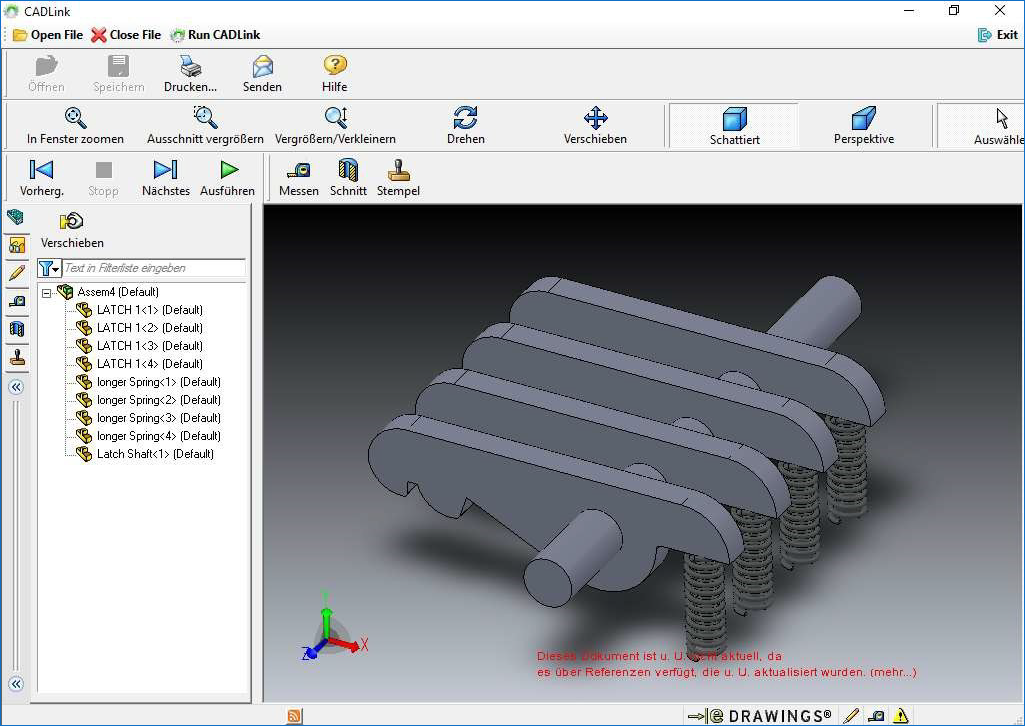 CADLink
Open File Close File Run CADLink Exit
Öffnen Speichern Drucken... Senden Hilfe
In Fenster zoomen Ausschnitt vergrößern Vergrößern/Verkleinern Drehen Verschieben Schattiert Perspektive Auswähle
Vorherg. Stopp Nächstes Ausführen Messen Schnitt Stempel
Verschieben
Text in Filterliste eingeben
Assem4 (Default)
LATCH 1<1> (Default)
LATCH 1<2> (Default)
LATCH 1<3> (Default)
LATCH 1<4> (Default)
longer Spring<1> (Default)
longer Spring<2> (Default)
longer Spring<3> (Default)
longer Spring<4> (Default)
Latch Shaft<1> (Default)
Y
X
Z
Dieses Dokument ist u. U. nicht aktuell, da
es über Referenzen verfügt, die u. U. aktualisiert wurden. (mehr...)
e DRAWINGS®